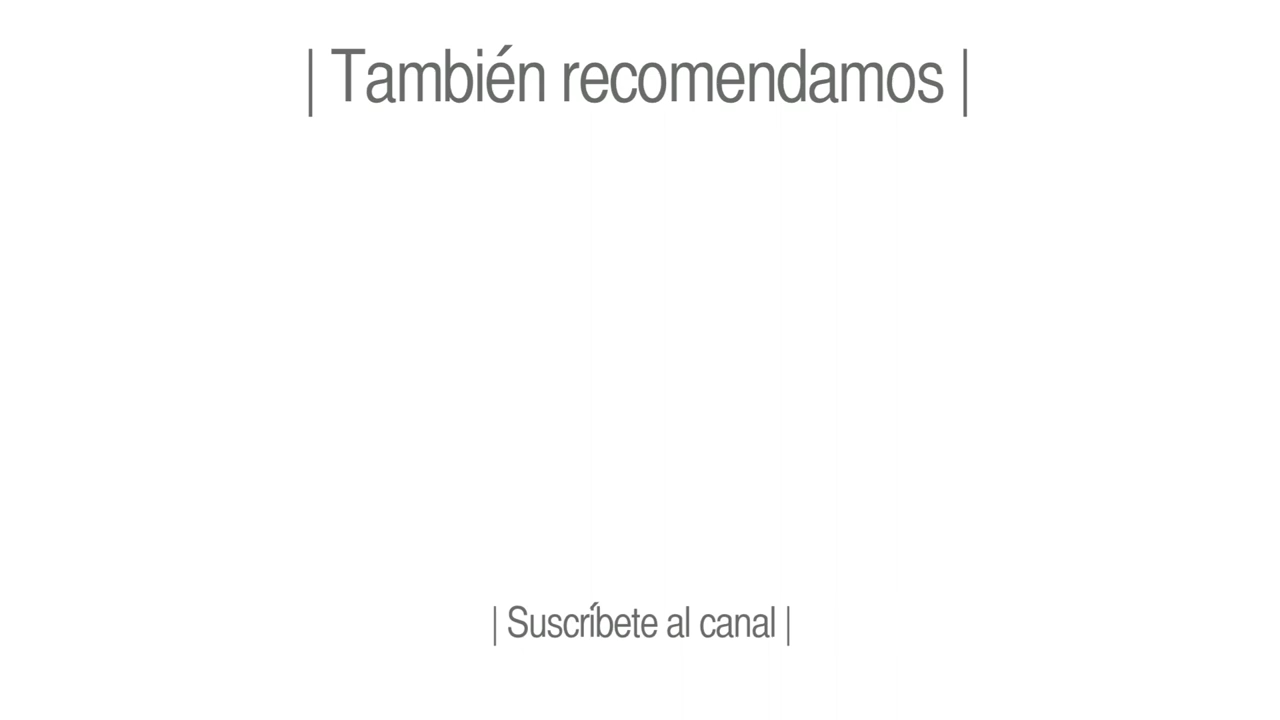 | También recomendamos |
| Suscríbete al canal |